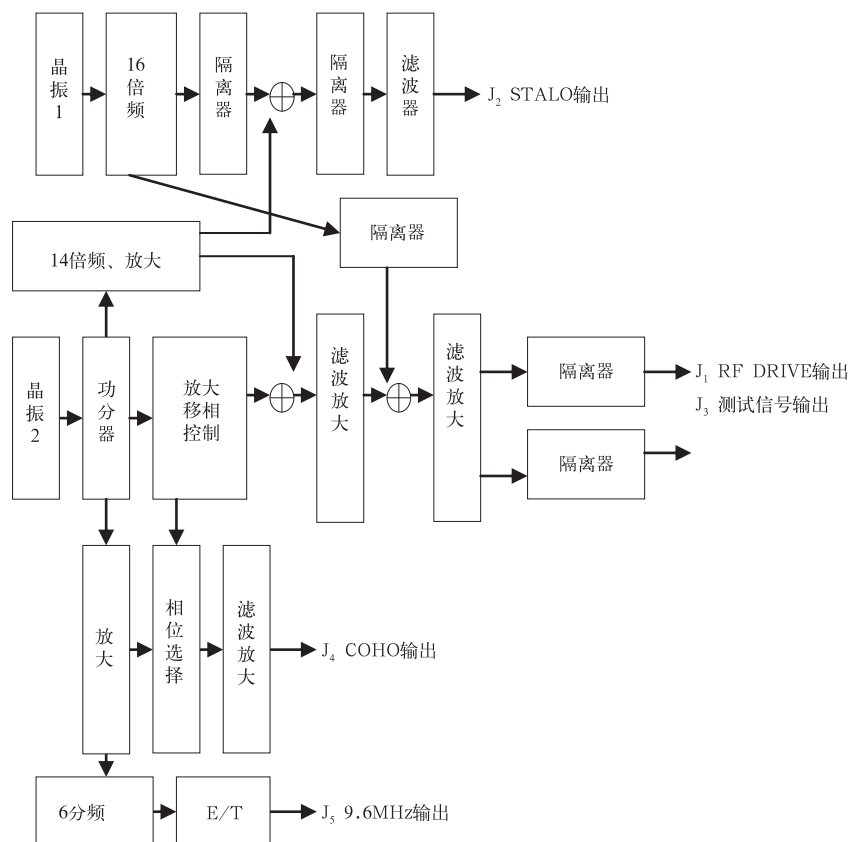 晶振1
16倍频
隔离器
隔离器
滤波器
J2 STALO输出
隔离器
14倍频、放大
晶振2
功分器
放大
移相
控制
滤波放大
滤波放大
隔离器
J1 RF DRIVE输出
J3 测试信号输出
隔离器
放大
相位选择
滤波放大
J4 COHO输出
6分频
E/T
J5 9.6MHz输出